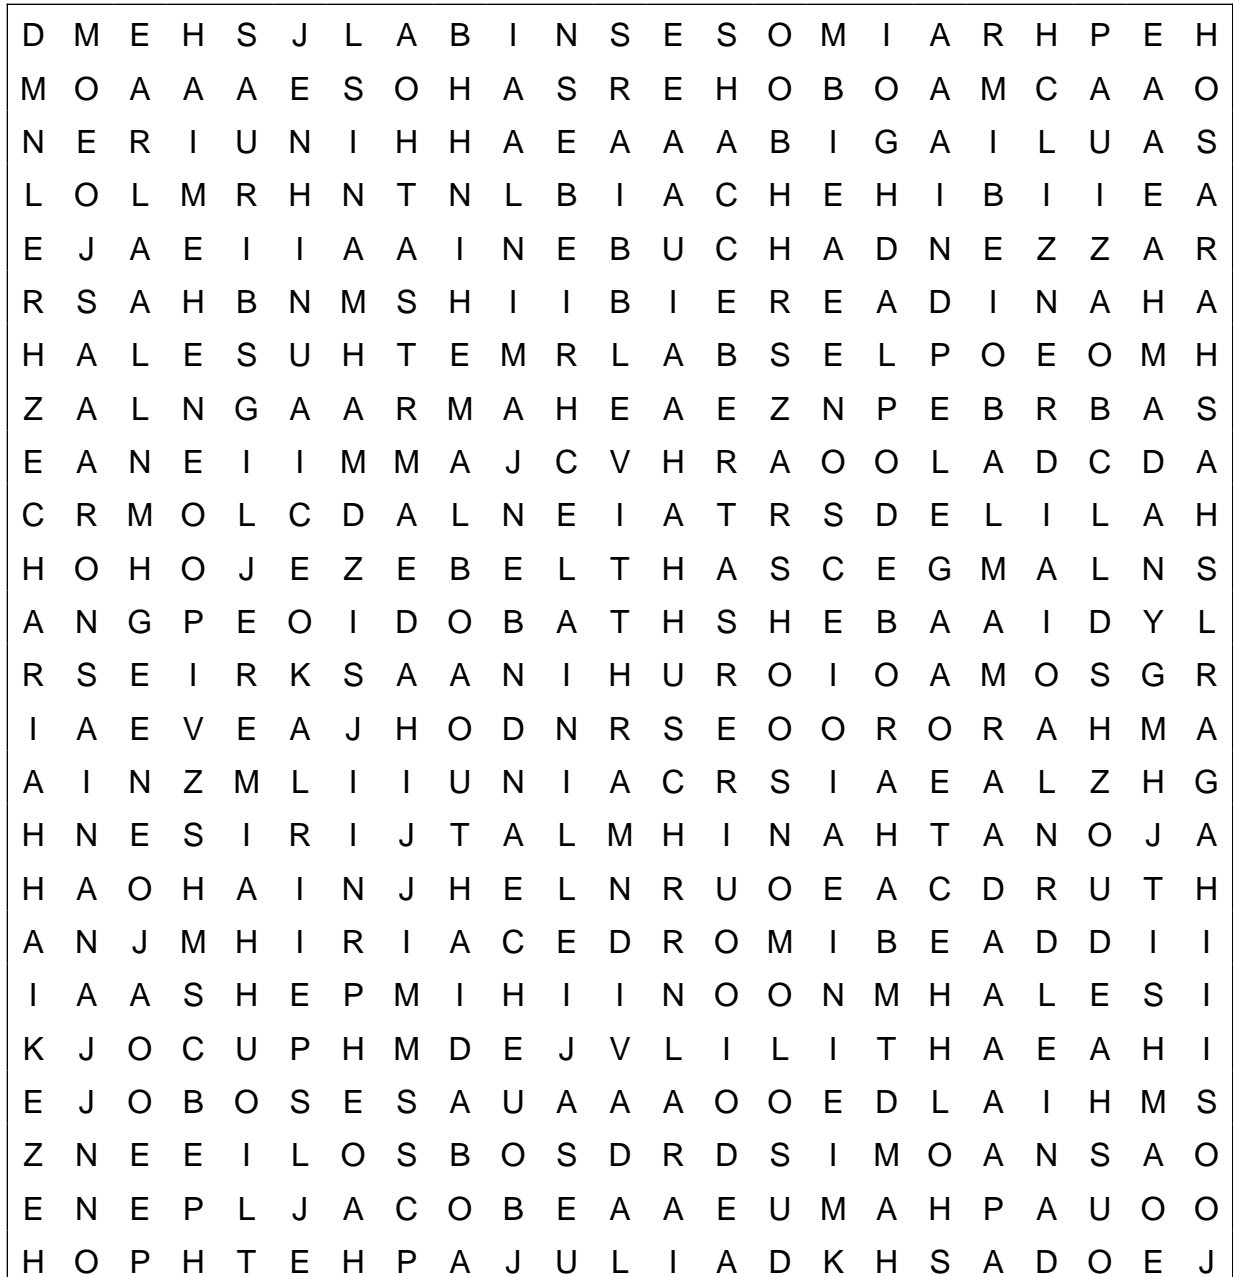 D M E H S J L A B I N S E S O M I A R H P E H
M O A A A E S O H A S R E H O B O A M C A A O
N E R I U N I H H A E A A A B I G A I L U A S
L O L M R H N T N L B I A C H E H I B I I E A
E J A E I I A A I N E B U C H A D N E Z Z A R
R S A H B N M S H I I B I E R E A D I N A H A
H A L E S U H T E M R L A B S E L P O E O M H
Z A L N G A A R M A H E A E Z N P E B R B A S
E A N E I I M M A J C V H R A O O L A D C D A
C R M O L C D A L N E I A T R S D E L I L A H
H O H O J E Z E B E L T H A S C E G M A L N S
A N G P E O I D O B A T H S H E B A A I D Y L
R S E I R K S A A N I H U R O I O A M O S G R
I A E V E A J H O D N R S E O O R O R A H M A
A I N Z M L I I U N I A C R S I A E A L Z H G
H N E S I R I J T A L M H I N A H T A N O J A
H A O H A I N J H E L N R U O E A C D R U T H
A N J M H I R I A C E D R O M I B E A D D I I
I A A S H E P M I H I I N O O N M H A L E S I
K J O C U P H M D E J V L I L I T H A E A H I
E J O B O S E S A U A A A O O E D L A I H M S
Z N E E I L O S B O S D R D S I M O A N S A O
E N E P L J A C O B E A A E U M A H P A U O O
H O P H T E H P A J U L I A D K H S A D O E J